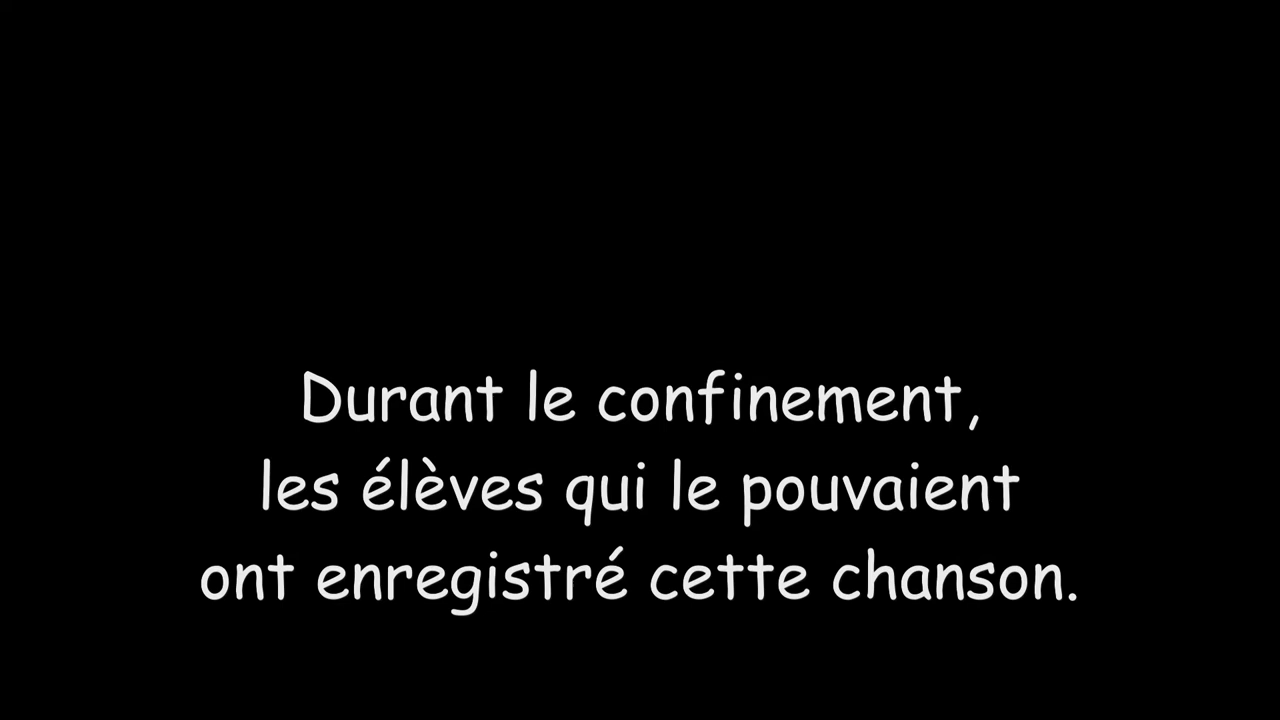 Durant le confinement,
les élèves qui le pouvaient
ont enregistré cette chanson.